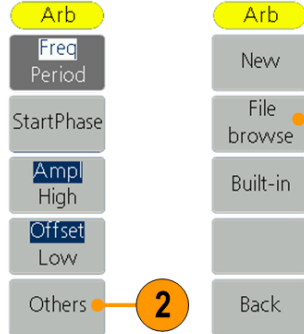 Arb
Freq
Period
StartPhase
Ampl
High
Offset
Low
Others
2
Arb
New
File
browse
Built-in
Back